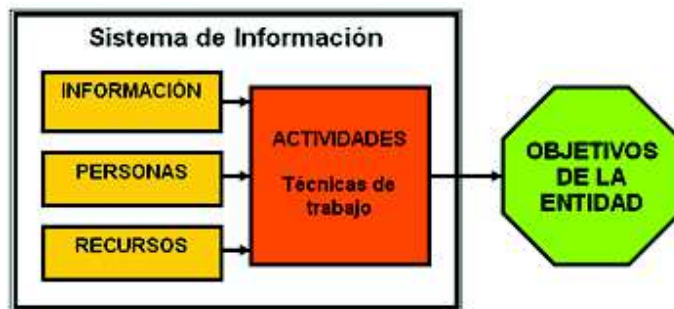 Sistema de Información
INFORMACIÓN
PERSONAS
RECURSOS
ACTIVIDADES
Técnicas de
trabajo
OBJETIVOS
DE LA
ENTIDAD